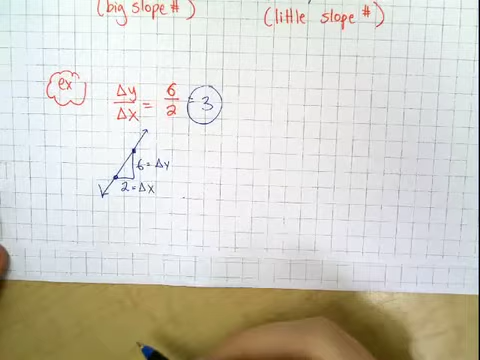 (big slope #)
(little slope #)
ex
Δy/Δx = 6/2 = 3
6 = Δy
2 = Δx